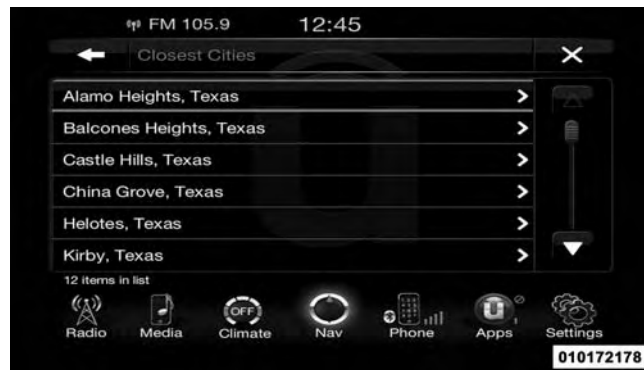 FM 105.9 12:45
Closest Cities
Alamo Heights, Texas
Balcones Heights, Texas
Castle Hills, Texas
China Grove, Texas
Helotes, Texas
Kirby, Texas
12 items in list
OFF
Radio Media Climate Nav Phone Apps Settings
010172178